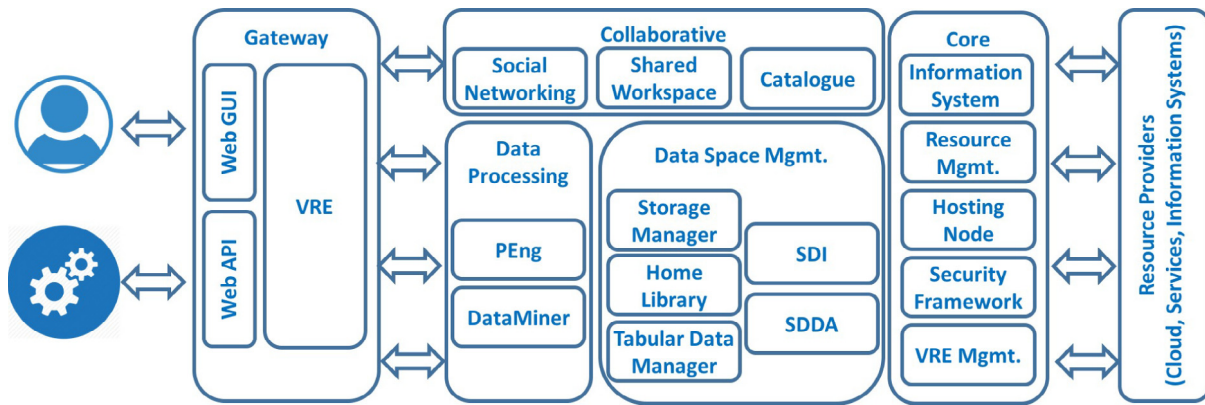 Gateway
Web GUI
Web API
VRE
Collaborative
Social
Networking
Shared
Workspace
Catalogue
Data
Processing
PEng
DataMiner
Data Space Mgmt.
Storage
Manager
Home
Library
Tabular Data
Manager
SDI
SDDA
Core
Information
System
Resource
Mgmt.
Hosting
Node
Security
Framework
VRE Mgmt.
Resource Providers
(Cloud, Services, Information Systems)